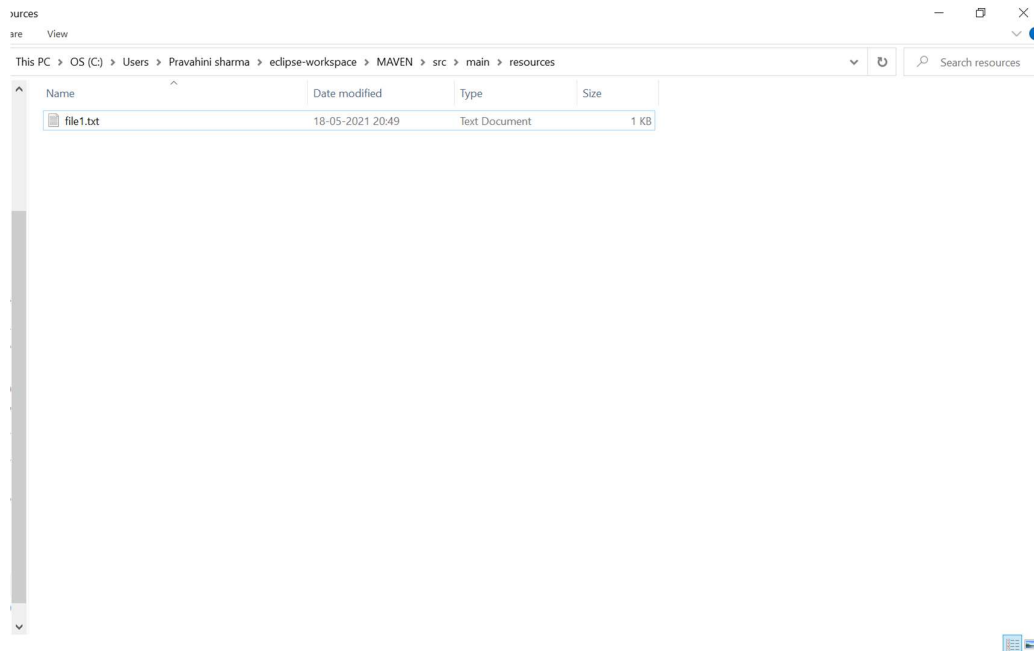 ources
are View
This PC > OS (C:) > Users > Pravahini sharma > eclipse-workspace > MAVEN > src > main > resources Search resources
Name Date modified Type Size
file1.txt 18-05-2021 20:49 Text Document 1 KB